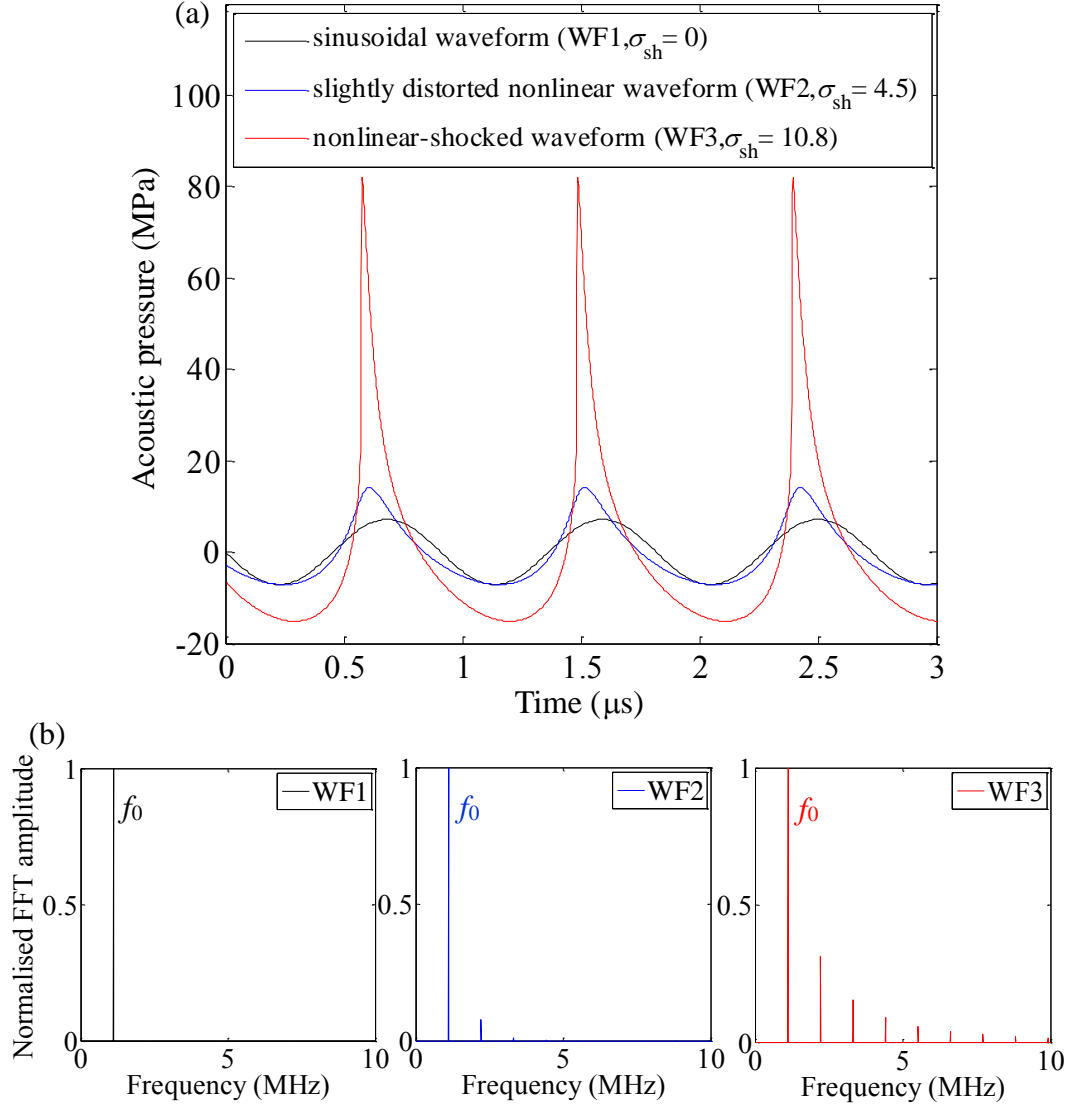 (a)
sinusoidal waveform (WF1,σsh= 0)
slightly distorted nonlinear waveform (WF2,σsh= 4.5)
nonlinear-shocked waveform (WF3,σsh= 10.8)
100
80
60
40
20
0
-20
Acoustic pressure (MPa)
0 0.5 1 1.5 2 2.5 3
Time (μs)
(b)
Normalised FFT amplitude
1
0.5
0
f0
WF1
0 5 10
Frequency (MHz)
1
0.5
0
f0
WF2
0 5 10
Frequency (MHz)
1
0.5
0
f0
WF3
0 5 10
Frequency (MHz)